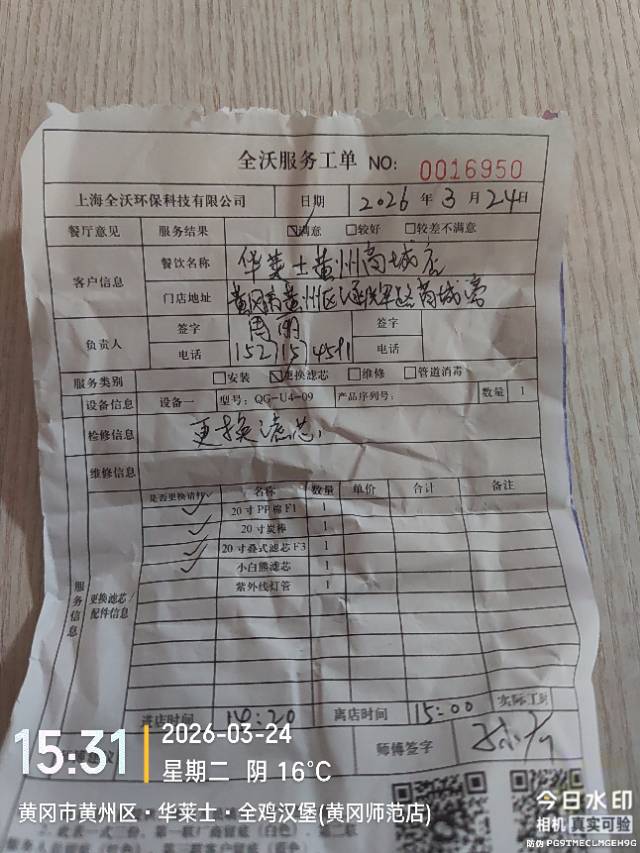 全沃服务工单 NO: 0016950
上海全沃环保科技有限公司 日期 2026 年 3 月 24 日
餐厅意见 服务结果 ☑满意 □较好 □较差不满意
客户信息 餐饮名称 华莱士黄州商城店
门店地址 黄冈市黄州区 路商城
负责人 签字 周 签字
电话 电话
服务类别 □安装 ☑更换滤芯 □维修 □管道消毒
设备信息 设备一 型号: QG-U4-09 产品序列号: 数量 1
检修信息 更换滤芯
维修信息
服务信息 更换滤芯/配件信息
是否更换请打✓ 名称 数量 单价 合计 备注
✓ 20寸PP棉F1 1
✓ 20寸炭棒 1
✓ 20寸叠式滤芯F3 1
✓ 小白熊滤芯 1
紫外线灯管 1
进店时间 14:20 离店时间 15:00 实际工时
师傅签字
15:31 2026-03-24
星期二 阴 16°C
黄冈市黄州区·华莱士·全鸡汉堡(黄冈师范店)
今日水印
相机 真实可验
防伪 PG9TMECLMGEH9G